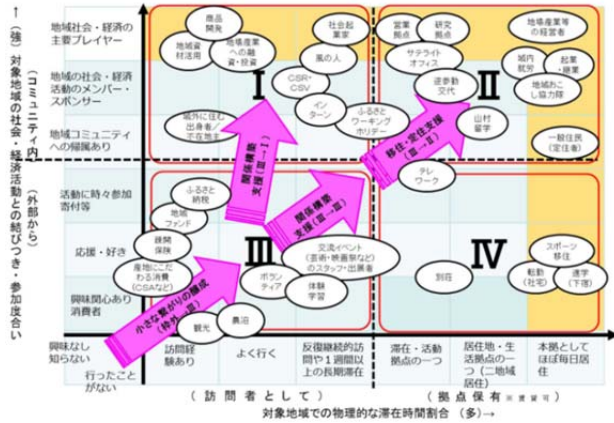 ↑（強）対象地域の社会・経済活動との結びつき・参加度合い
（コミュニティ内）
（外部から）
地域社会・経済の
主要プレイヤー
地域の社会・経済
活動のメンバー・
スポンサー
地域コミュニティ
への帰属あり
活動に時々参加
寄付等
応援・好き
興味関心あり
消費者
興味なし
知らない
商品
開発
地域資
材活用
地場産業
への融
資・投資
社会起
業家
風の人
CSR・
CSV
インターン
ふるさと
ワーキング
ホリデー
域外に住む
出身者／
不在地主
Ⅰ
関係構築
支援(Ⅲ→Ⅰ)
営業
拠点
研究
拠点
サテライト
オフィス
逆参勤
交代
山村
留学
地場産業等
の経営者
域内
就労
起業
・継業
地域おこ
し協力隊
一般住民
（定住者）
Ⅱ
移住・定住支援
(Ⅲ→Ⅱ)
ふるさと
納税
地域
ファンド
疎開
保険
産地にこだ
わる消費
(CSAなど)
観光
農泊
ボラン
ティア
体験
学習
交流イベント
（芸術・映画祭など）
のスタッフ・出展者
Ⅲ
関係構築
支援(Ⅲ→Ⅲ)
小さな繋がりの醸成
(枠外→Ⅲ)
テレ
ワーク
別荘
スポーツ
移住
転勤
(社宅)
進学
(下宿)
Ⅳ
行ったこと
がない
訪問経
験あり
よく行く
反復継続的訪
問や１週間以
上の長期滞在
滞在・活動
拠点の一つ
居住地・生
活拠点の一
つ（二地域
居住）
本拠として
ほぼ毎日居
住
（訪問者として）
（拠点保有※賃貸可）
対象地域での物理的な滞在時間割合（多）→